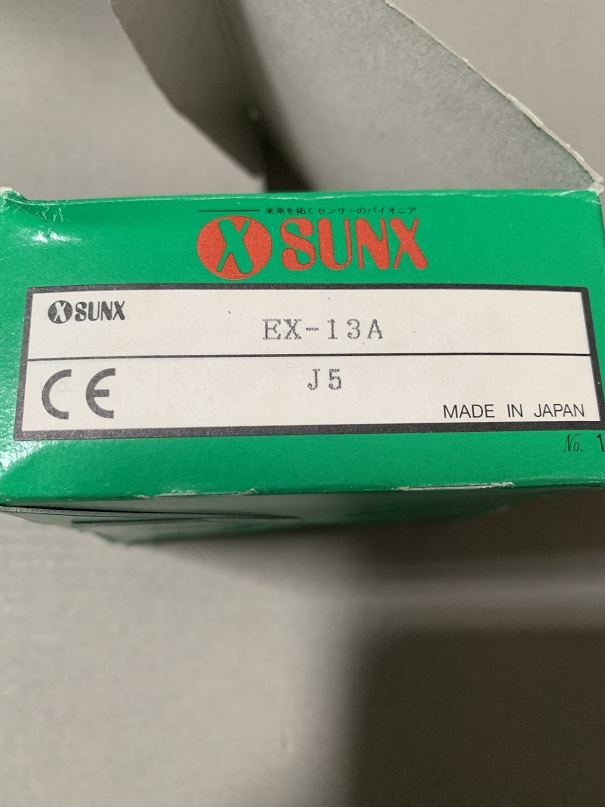 未来を拓くセンサーのパイオニア
X SUNX
X SUNX
EX-13A
CE
J5
MADE IN JAPAN
No. 1